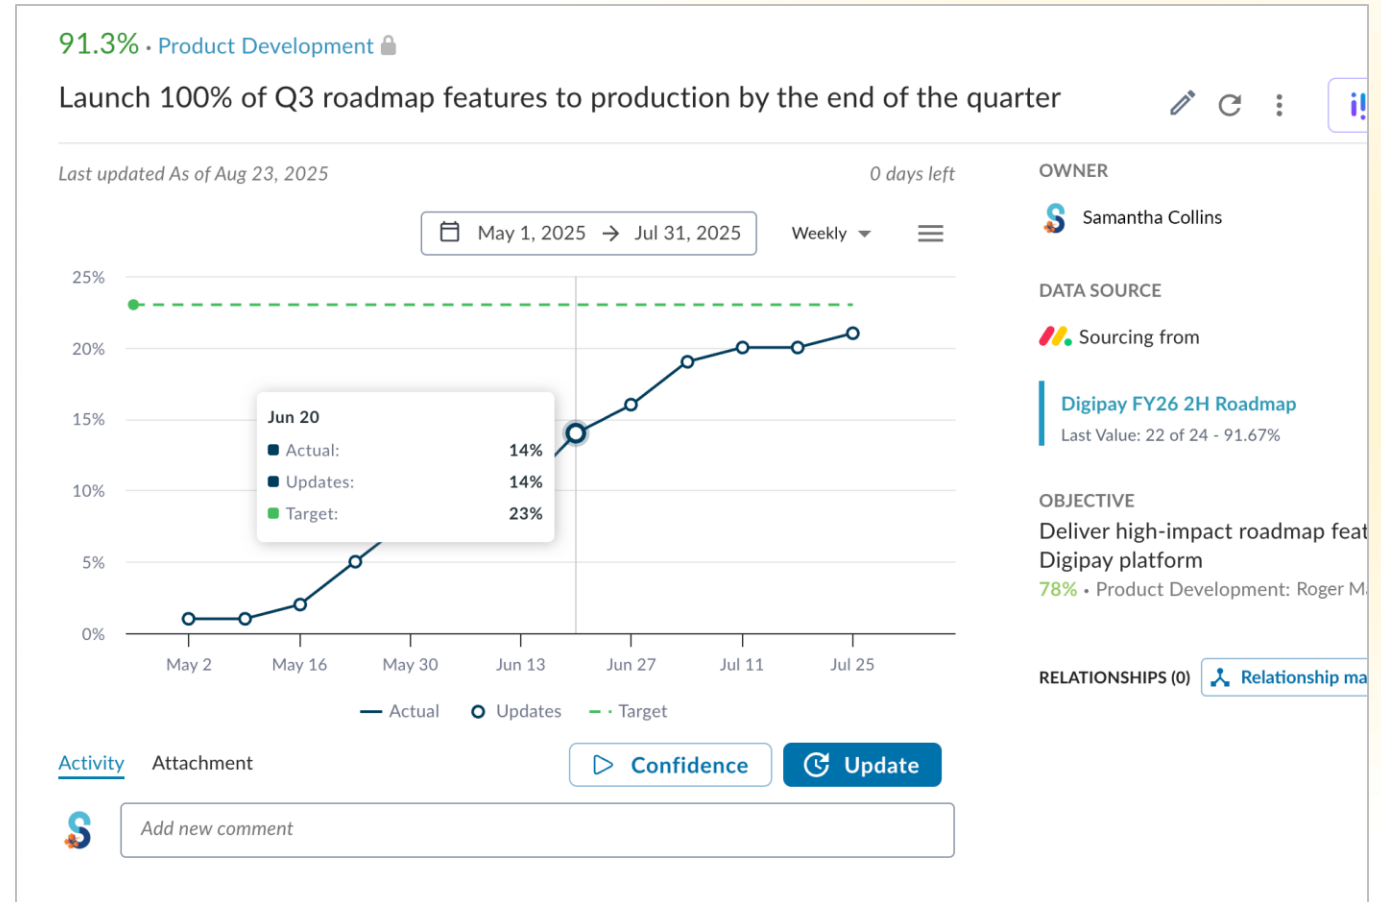 91.3% · Product Development
Launch 100% of Q3 roadmap features to production by the end of the quarter
Last updated As of Aug 23, 2025
0 days left
May 1, 2025 → Jul 31, 2025
Weekly
25%
20%
15%
10%
5%
0%
Jun 20
Actual: 14%
Updates: 14%
Target: 23%
May 2 May 16 May 30 Jun 13 Jun 27 Jul 11 Jul 25
Actual Updates Target
Activity Attachment
Confidence
Update
Add new comment
OWNER
Samantha Collins
DATA SOURCE
Sourcing from
Digipay FY26 2H Roadmap
Last Value: 22 of 24 - 91.67%
OBJECTIVE
Deliver high-impact roadmap feat
Digipay platform
78% • Product Development: Roger M
RELATIONSHIPS (0)
Relationship ma